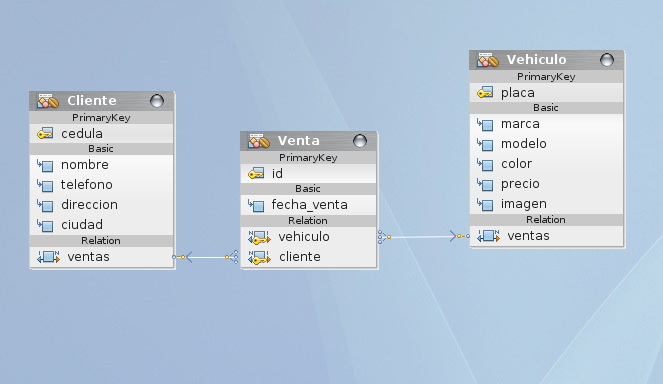 Cliente
PrimaryKey
cedula
Basic
nombre
telefono
direccion
ciudad
Relation
ventas
Venta
PrimaryKey
id
Basic
fecha_venta
Relation
vehiculo
cliente
Vehiculo
PrimaryKey
placa
Basic
marca
modelo
color
precio
imagen
Relation
ventas